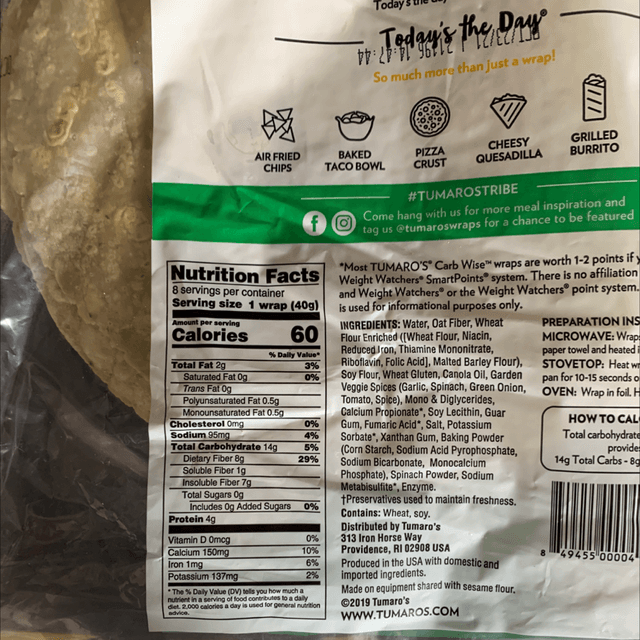 Today's the Day®
So much more than just a wrap!
AIR FRIED
CHIPS
BAKED
TACO BOWL
PIZZA
CRUST
CHEESY
QUESADILLA
GRILLED
BURRITO
#TUMAROSTRIBE
Come hang with us for more meal inspiration and
tag us @tumaroswraps for a chance to be featured
Nutrition Facts
8 servings per container
Serving size 1 wrap (40g)
Amount per serving
Calories 60
% Daily Value*
Total Fat 2g 3%
Saturated Fat 0g 0%
Trans Fat 0g
Polyunsaturated Fat 0.5g
Monounsaturated Fat 0.5g
Cholesterol 0mg 0%
Sodium 95mg 4%
Total Carbohydrate 14g 5%
Dietary Fiber 8g 29%
Soluble Fiber 1g
Insoluble Fiber 7g
Total Sugars 0g
Includes 0g Added Sugars 0%
Protein 4g
Vitamin D 0mcg 0%
Calcium 150mg 10%
Iron 1mg 6%
Potassium 137mg 2%
* The % Daily Value (DV) tells you how much a
nutrient in a serving of food contributes to a daily
diet. 2,000 calories a day is used for general nutrition
advice.
*Most TUMARO'S® Carb Wise™ wraps are worth 1-2 points if
Weight Watchers® SmartPoints® system. There is no affiliation
and Weight Watchers® or the Weight Watchers® point system.
is used for informational purposes only.
INGREDIENTS: Water, Oat Fiber, Wheat
Flour Enriched ([Wheat Flour, Niacin,
Reduced Iron, Thiamine Mononitrate,
Riboflavin, Folic Acid], Malted Barley Flour),
Soy Flour, Wheat Gluten, Canola Oil, Garden
Veggie Spices (Garlic, Spinach, Green Onion,
Tomato, Spice), Mono & Diglycerides,
Calcium Propionate*, Soy Lecithin, Guar
Gum, Fumaric Acid*, Salt, Potassium
Sorbate*, Xanthan Gum, Baking Powder
(Corn Starch, Sodium Acid Pyrophosphate,
Sodium Bicarbonate, Monocalcium
Phosphate), Spinach Powder, Sodium
Metabisulfite*, Enzyme.
†Preservatives used to maintain freshness.
Contains: Wheat, soy.
Distributed by Tumaro's
313 Iron Horse Way
Providence, RI 02908 USA
Produced in the USA with domestic and
imported ingredients.
Made on equipment shared with sesame flour.
©2019 Tumaro's
WWW.TUMAROS.COM
PREPARATION INS
MICROWAVE: Wrap
paper towel and heated
STOVETOP: Heat wr
pan for 10-15 seconds o
OVEN: Wrap in foil. H
HOW TO CAL
Total carbohydrate
provide
14g Total Carbs - 8g
8 49455 00004